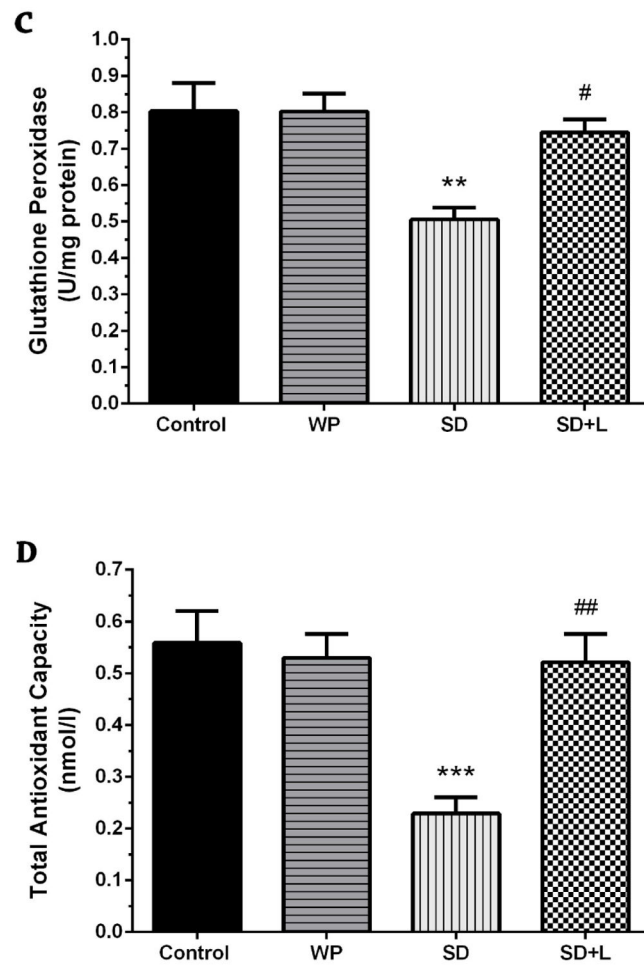 C
Glutathione Peroxidase
(U/mg protein)
1.0
0.9
0.8
0.7
0.6
0.5
0.4
0.3
0.2
0.1
0.0
**
#
Control WP SD SD+L
D
Total Antioxidant Capacity
(nmol/l)
0.7
0.6
0.5
0.4
0.3
0.2
0.1
0.0
***
##
Control WP SD SD+L